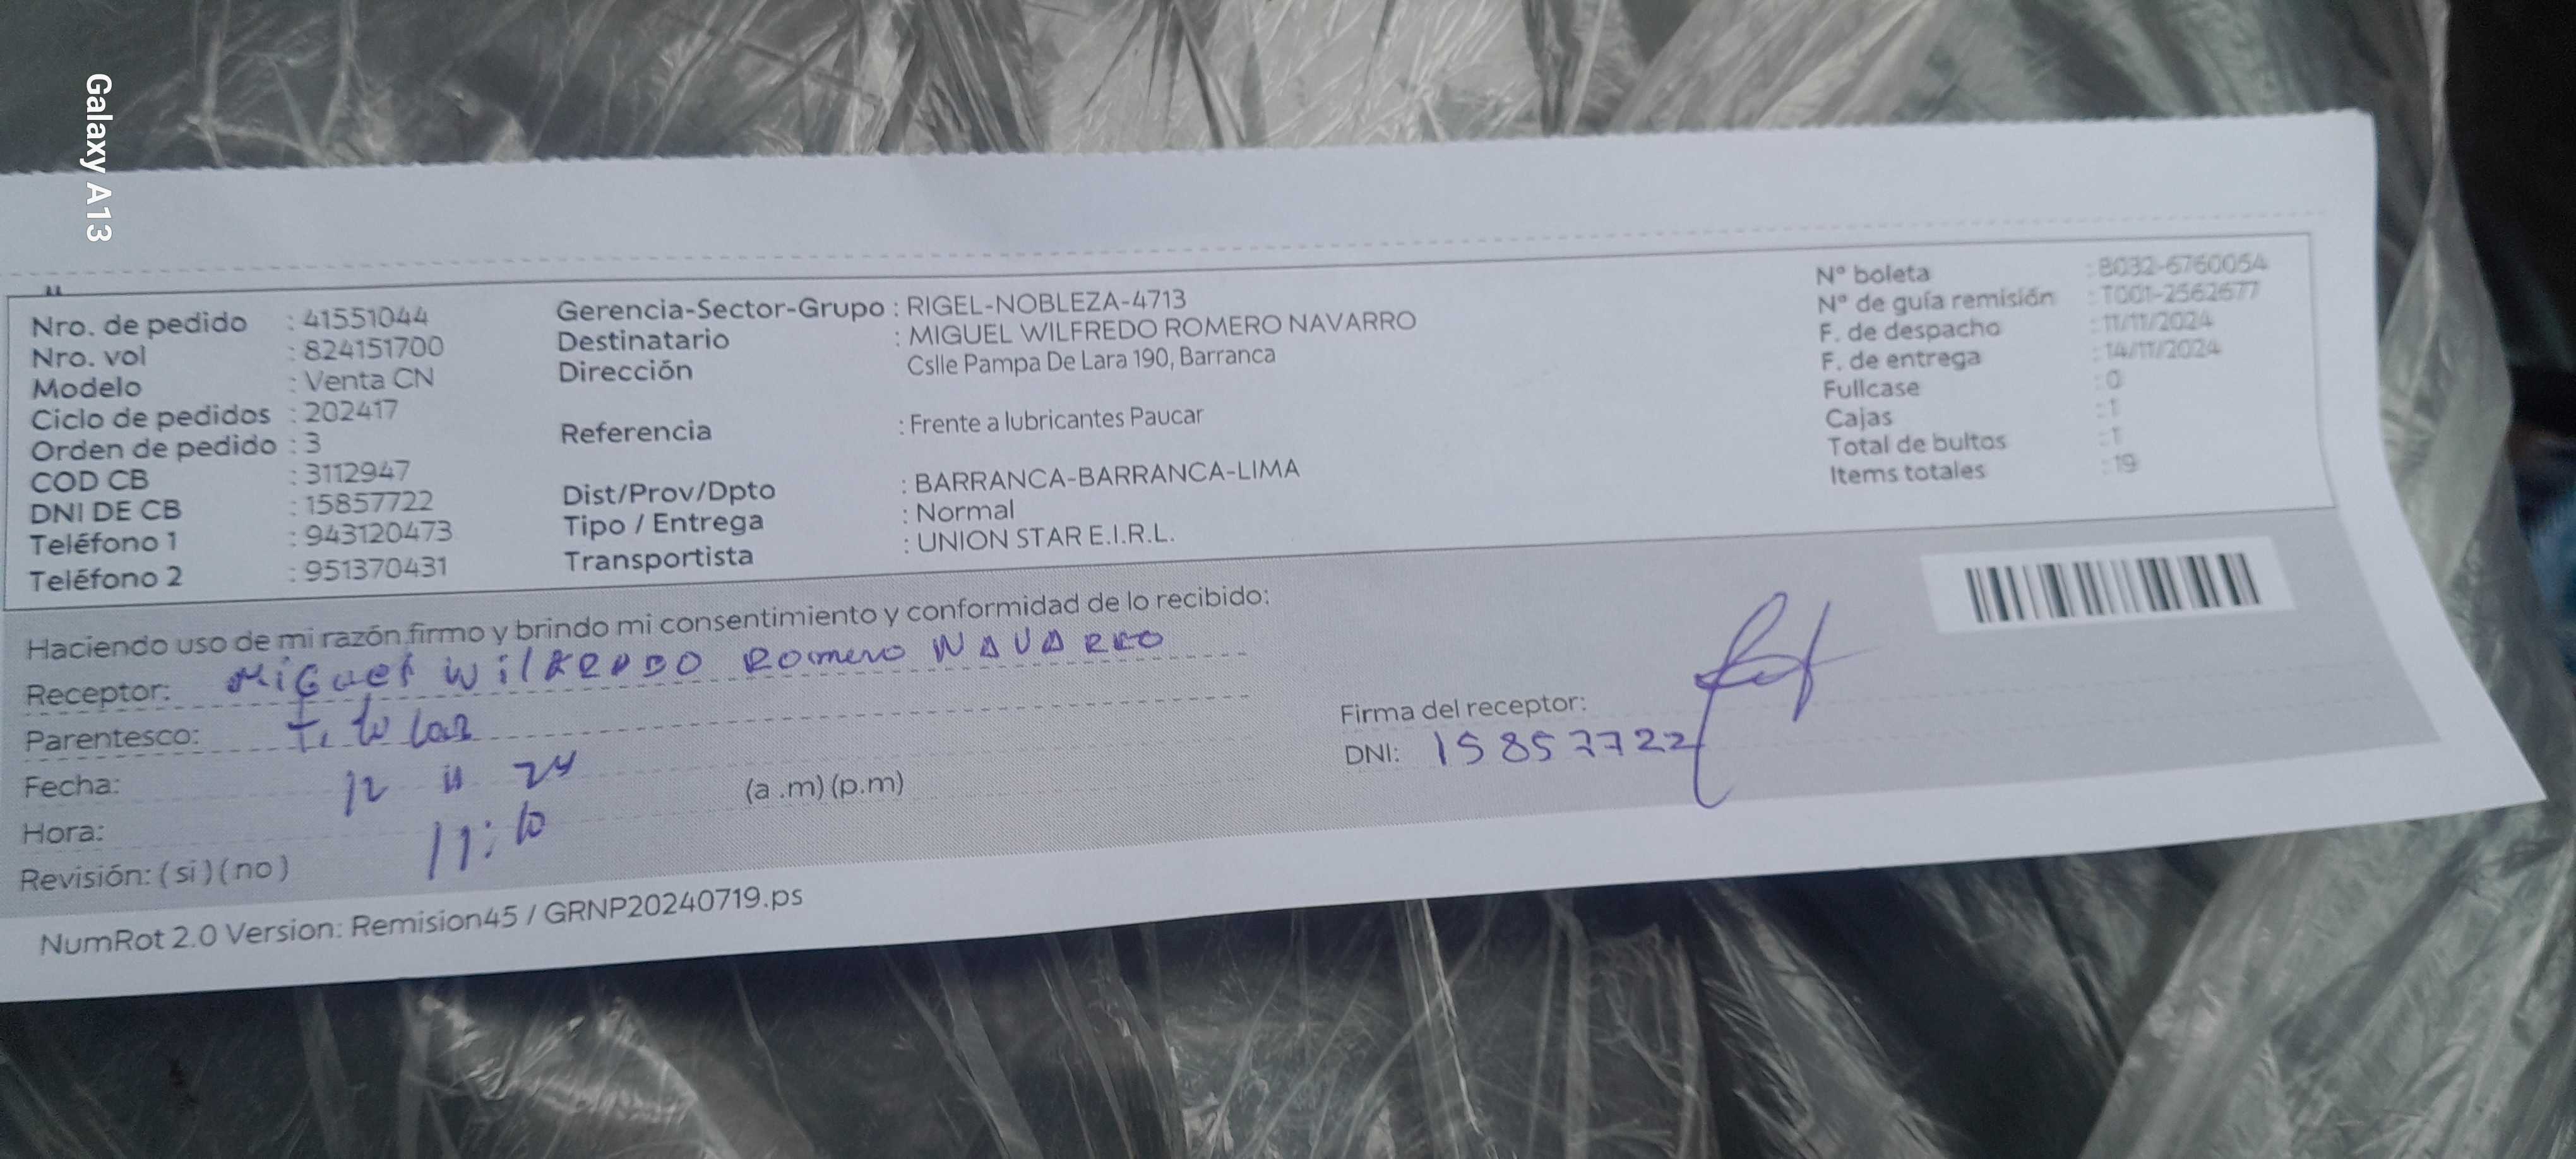 Galaxy A13
Nro. de pedido : 41551044
Nro. vol : 824151700
Modelo : Venta CN
Ciclo de pedidos : 202417
Orden de pedido : 3
COD CB : 3112947
DNI DE CB : 15857722
Teléfono 1 : 943120473
Teléfono 2 : 951370431
Gerencia-Sector-Grupo : RIGEL-NOBLEZA-4713
Destinatario : MIGUEL WILFREDO ROMERO NAVARRO
Dirección Cslle Pampa De Lara 190, Barranca
Referencia : Frente a lubricantes Paucar
Dist/Prov/Dpto : BARRANCA-BARRANCA-LIMA
Tipo / Entrega : Normal
Transportista : UNION STAR E.I.R.L.
N° boleta : B032-6760054
N° de guía remisión : T001-2562677
F. de despacho : 11/11/2024
F. de entrega : 14/11/2024
Fullcase : 0
Cajas : 1
Total de bultos : 1
Items totales : 19
Haciendo uso de mi razón firmo y brindo mi consentimiento y conformidad de lo recibido:
Receptor: Miguel Wilfredo Romero NAVARRO
Parentesco: Titular
Fecha: 12 11 24
Hora: 11:10 (a .m) (p.m)
Revisión: ( si ) ( no )
Firma del receptor:
DNI: 15857722
NumRot 2.0 Version: Remision45 / GRNP20240719.ps